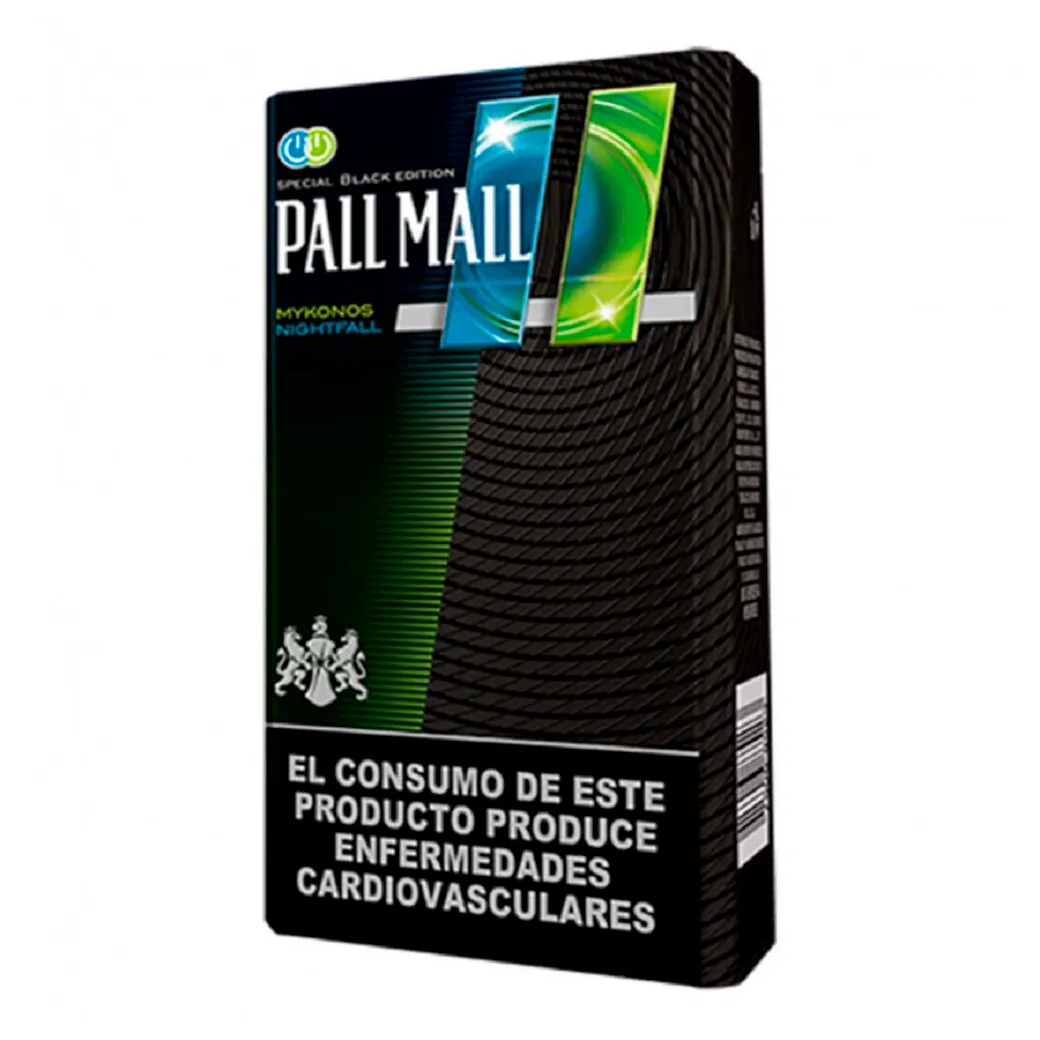 SPECIAL BLACK EDITION
PALL MALL
MYKONOS
NIGHTFALL
EL CONSUMO DE ESTE
PRODUCTO PRODUCE
ENFERMEDADES
CARDIOVASCULARES